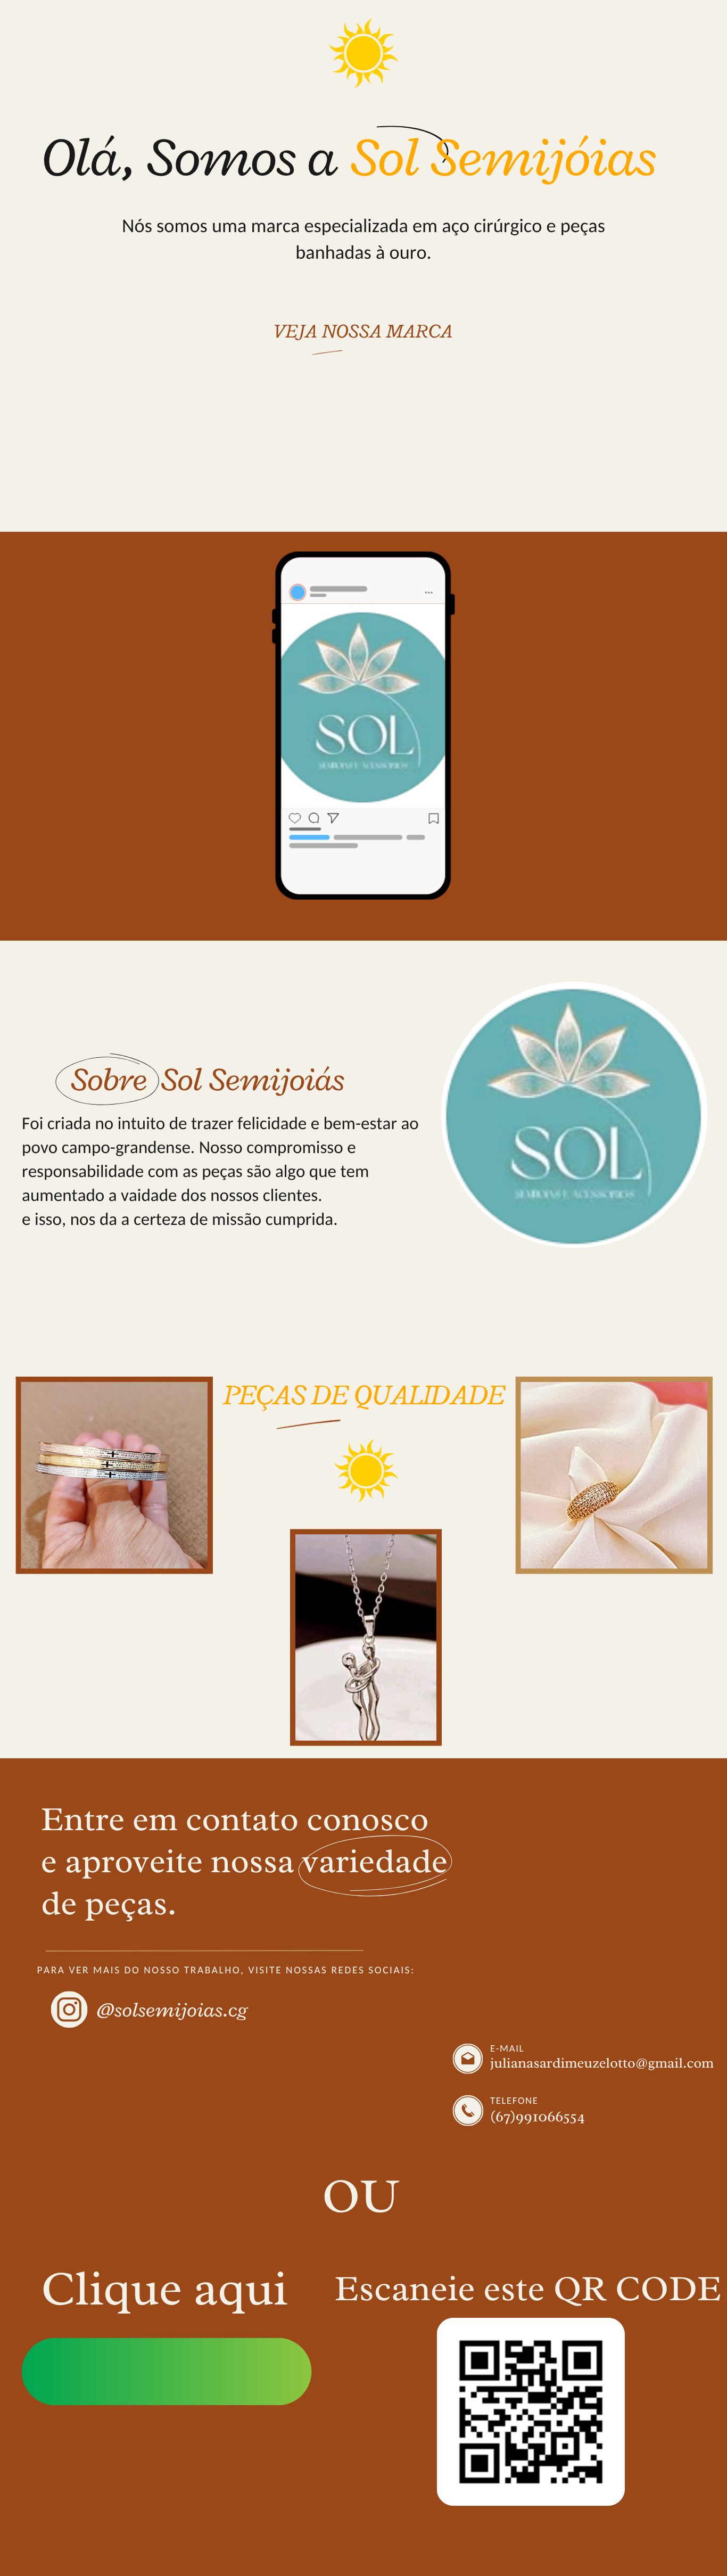 Olá, Somos a Sol Semijóias
Nós somos uma marca especializada em aço cirúrgico e peças
banhadas à ouro.
VEJA NOSSA MARCA
SOL
SEMIJOIAS E ACESSÓRIOS
Sobre Sol Semijoiás
Foi criada no intuito de trazer felicidade e bem-estar ao
povo campo-grandense. Nosso compromisso e
responsabilidade com as peças são algo que tem
aumentado a vaidade dos nossos clientes.
e isso, nos da a certeza de missão cumprida.
SOL
SEMIJOIAS E ACESSÓRIOS
PEÇAS DE QUALIDADE
Entre em contato conosco
e aproveite nossa variedade
de peças.
PARA VER MAIS DO NOSSO TRABALHO, VISITE NOSSAS REDES SOCIAIS:
@solsemijoias.cg
E-MAIL
julianasardimeuzelotto@gmail.com
TELEFONE
(67)991066554
OU
Clique aqui
Escaneie este QR CODE